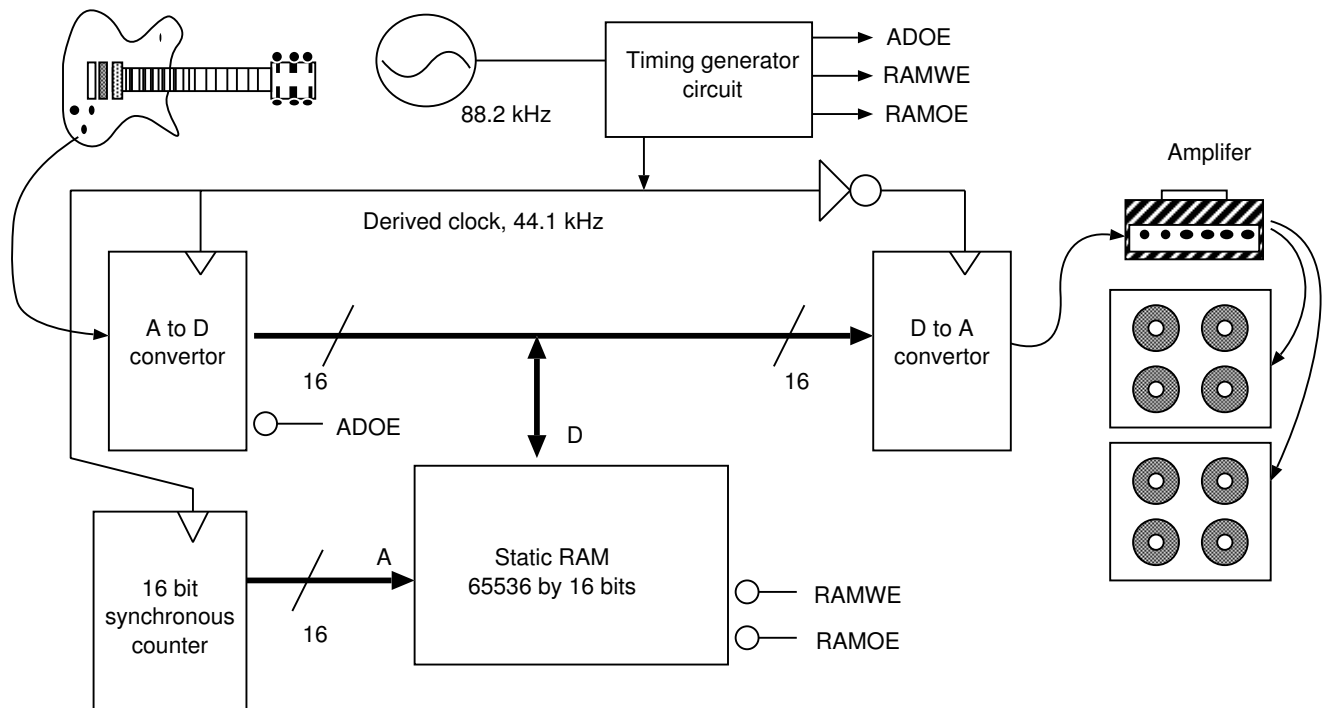 ADOE
Timing generator
circuit
RAMWE
88.2 kHz
RAMOE
Amplifer
Derived clock, 44.1 kHz
A to D
convertor
D to A
convertor
16
16
ADOE
D
A
Static RAM
65536 by 16 bits
16 bit
synchronous
counter
16
RAMWE
RAMOE